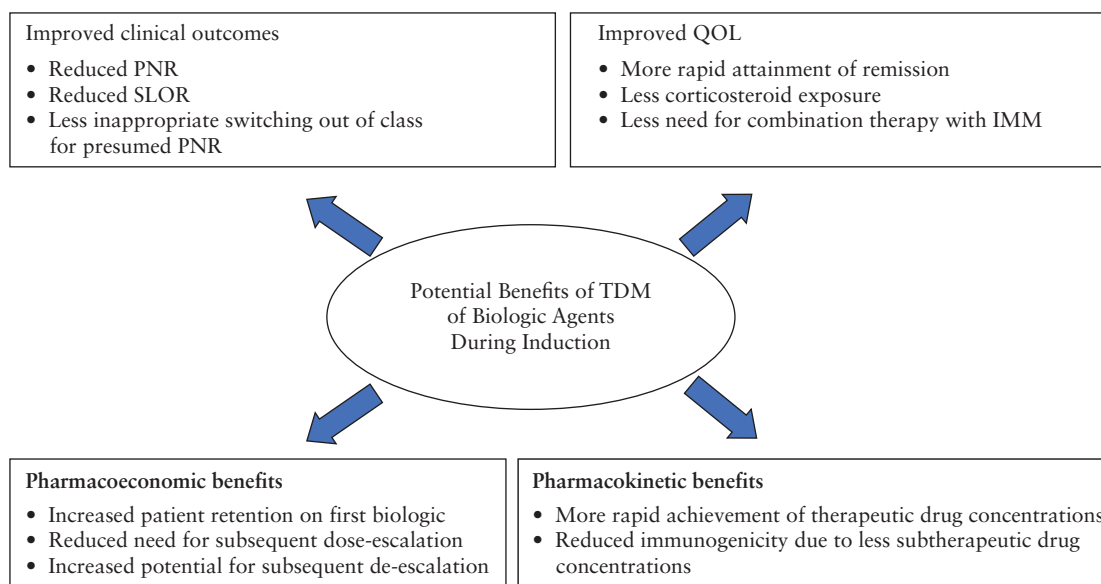 Improved clinical outcomes
• Reduced PNR
• Reduced SLOR
• Less inappropriate switching out of class
for presumed PNR
Improved QOL
• More rapid attainment of remission
• Less corticosteroid exposure
• Less need for combination therapy with IMM
Potential Benefits of TDM
of Biologic Agents
During Induction
Pharmacoeconomic benefits
• Increased patient retention on first biologic
• Reduced need for subsequent dose-escalation
• Increased potential for subsequent de-escalation
Pharmacokinetic benefits
• More rapid achievement of therapeutic drug concentrations
• Reduced immunogenicity due to less subtherapeutic drug
concentrations